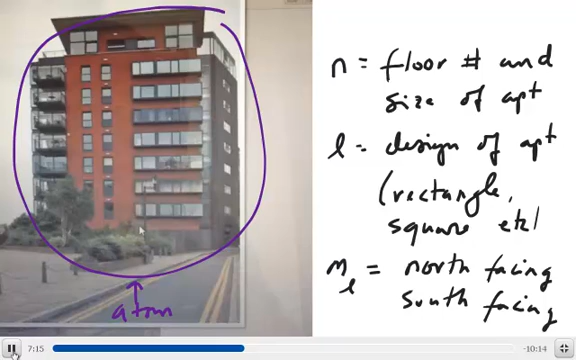 n = floor # and
size of apt
l = design of apt
(rectangle,
square etc)
m l = north facing
south facing
atom
7:15
-10:14